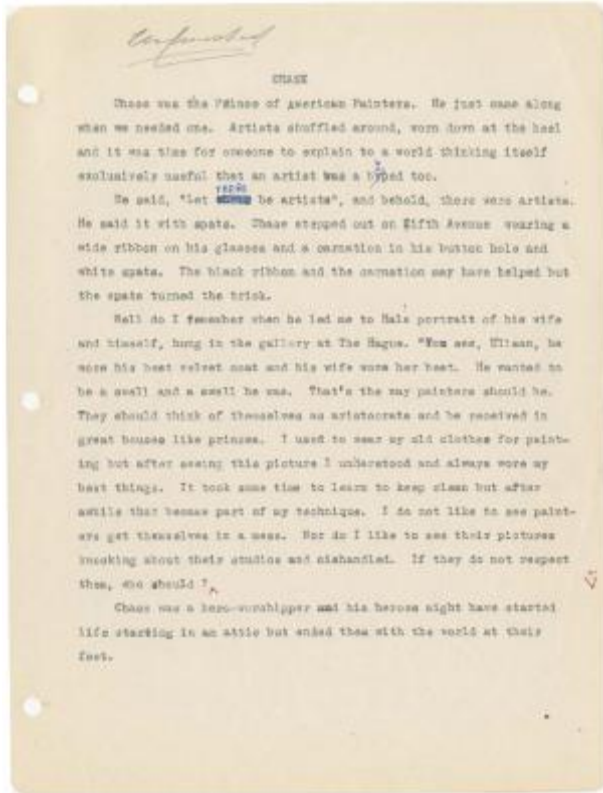 Unfinished
CHASE
Chase was the Prince of American Painters. He just came along
when we needed one. Artists shuffled around, worn down at the heel
and it was time for someone to explain to a world thinking itself
exclusively useful that an artist was a too.
He said, "Let there be artists", and behold, there were artists.
He said it with spats. Chase stepped out on Fifth Avenue wearing a
wide ribbon on his glasses and a carnation in his button hole and
white spats. The black ribbon and the carnation may have helped but
the spats turned the trick.
Well do I remember when he led me to Hals portrait of his wife
and himself, hung in the gallery at The Hague. "You see, Ullman, he
wore his best velvet coat and his wife wore her best. He wanted to
be a swell and a swell he was. That's the way painters should be.
They should think of themselves as aristocrats and be received in
great houses like princes. I used to wear my old clothes for paint-
ing but after seeing this picture I understood and always wore my
best things. It took some time to learn to keep clean but after
awhile that became part of my technique. I do not like to see paint-
ers get themselves in a mess. Nor do I like to see their pictures
knocking about their studios and mishandled. If they do not respect
them, who should ?
Chase was a hero-worshipper and his heroes might have started
life starting in an attic but ended them with the world at their
feet.